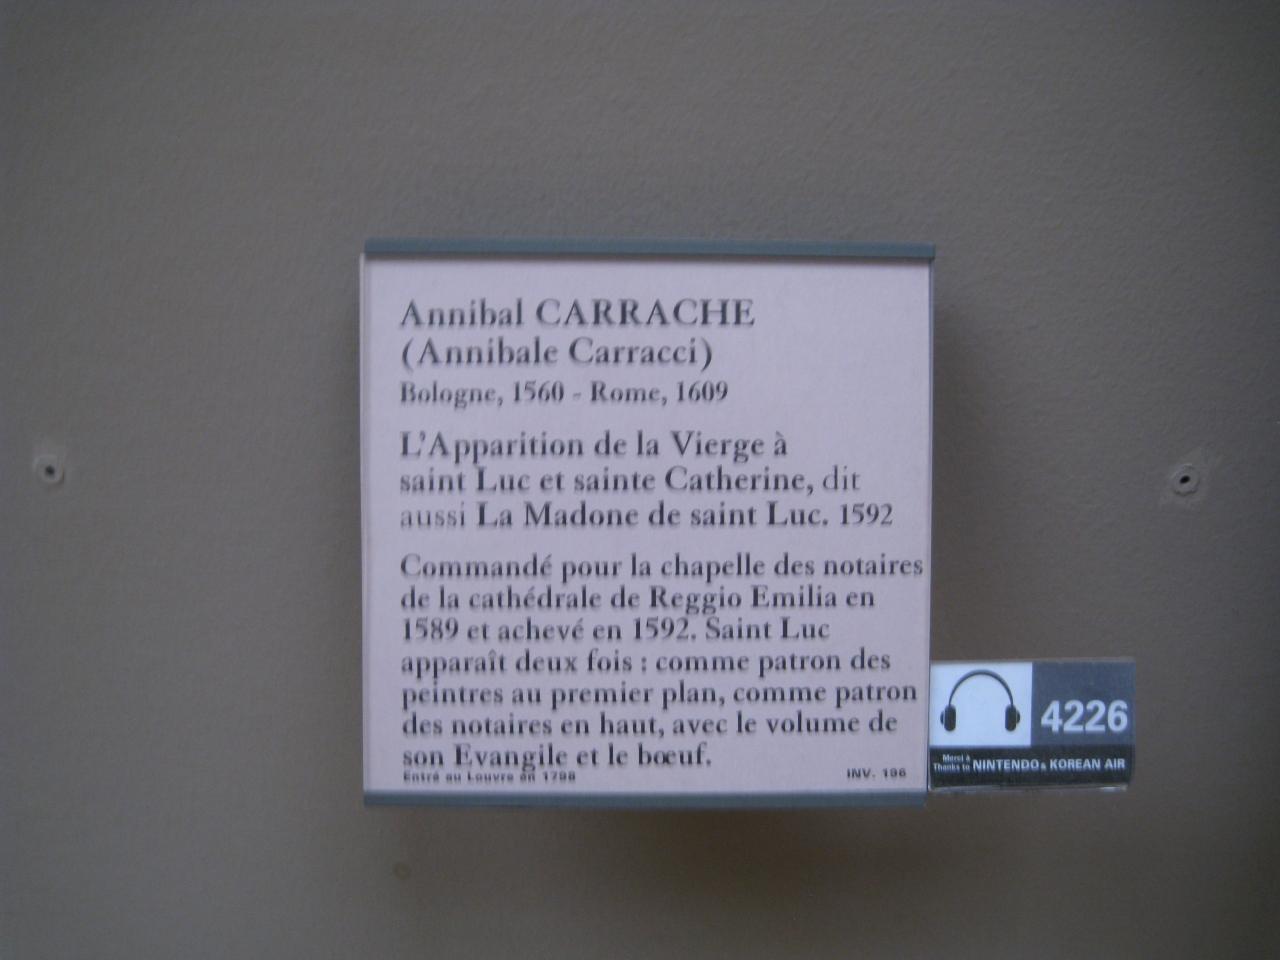 Annibal CARRACHE
(Annibale Carracci)
Bologne, 1560 - Rome, 1609
L'Apparition de la Vierge à
saint Luc et sainte Catherine, dit
aussi La Madone de saint Luc. 1592
Commandé pour la chapelle des notaires
de la cathédrale de Reggio Emilia en
1589 et achevé en 1592. Saint Luc
apparaît deux fois : comme patron des
peintres au premier plan, comme patron
des notaires en haut, avec le volume de
son Evangile et le bœuf.
Entré au Louvre en 1798
INV. 196
4226
Merci à
Thanks to NINTENDO & KOREAN AIR